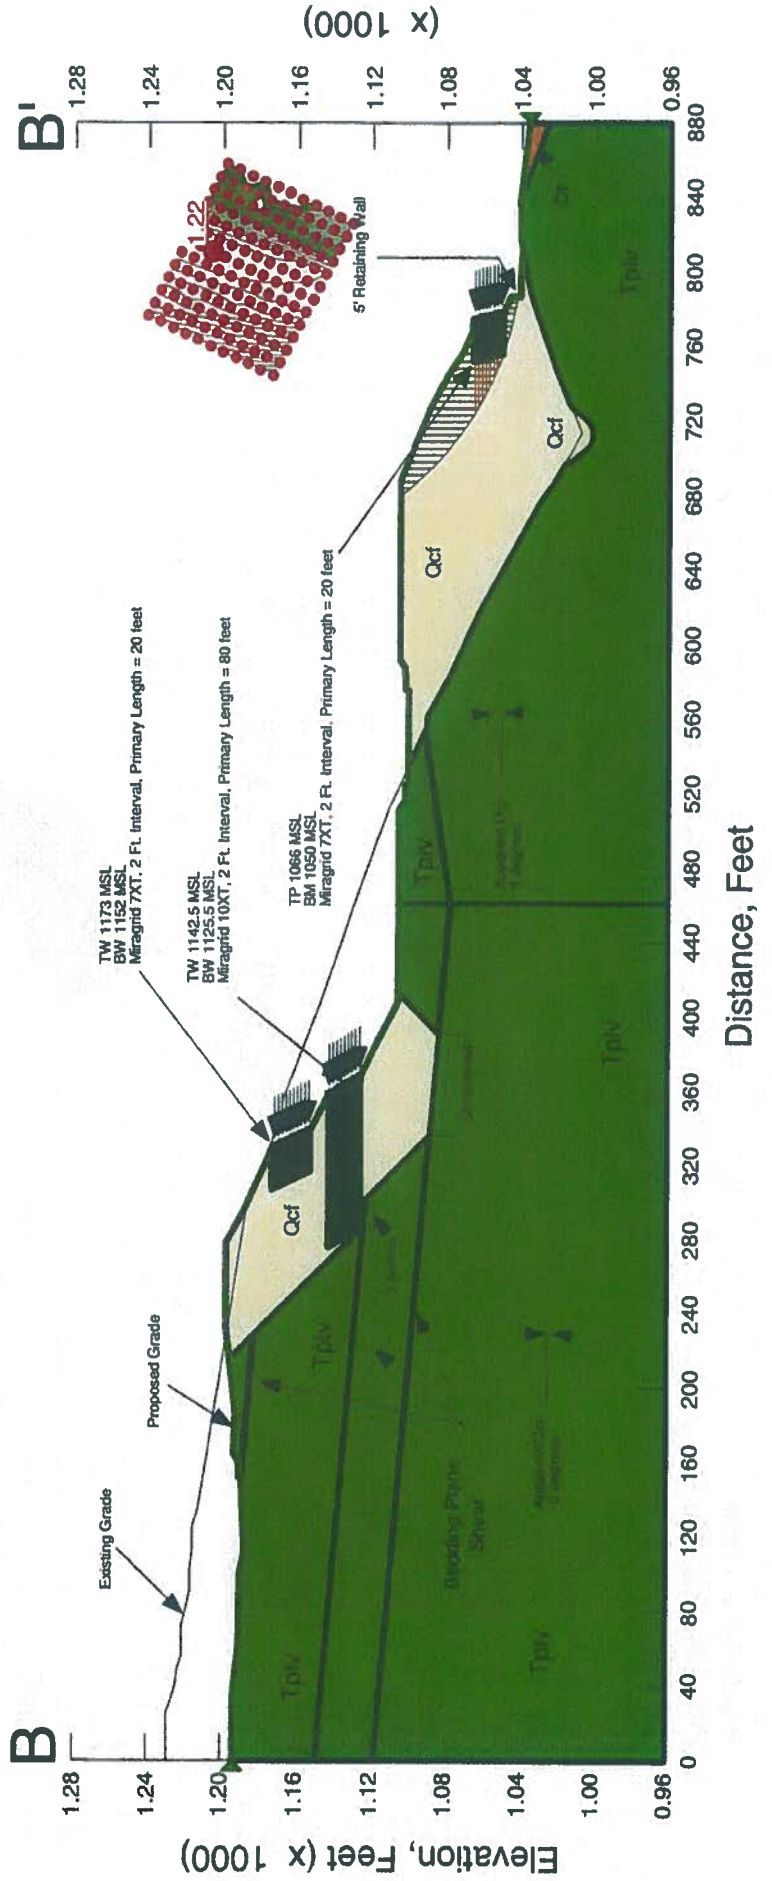 B
B'
Elevation, Feet (x 1000)
1.28
1.24
1.20
1.16
1.12
1.08
1.04
1.00
0.96
(x 1000)
1.28
1.24
1.20
1.16
1.12
1.08
1.04
1.00
0.96
Existing Grade
Proposed Grade
TW 1173 MSL
BW 1152 MSL
Miragrid 7XT, 2 Ft. Interval, Primary Length = 20 feet
TW 1142.5 MSL
BW 1125.5 MSL
Miragrid 10XT, 2 Ft. Interval, Primary Length = 80 feet
TP 1066 MSL
BM 1050 MSL
Miragrid 7XT, 2 Ft. Interval, Primary Length = 20 feet
5' Retaining Wall
1.22
Qcf
Qcf
Qcf
Tplv
Tplv
Tplv
Tplv
Tplv
Tplv
Bedding Plane
Shear
0
40
80
120
160
200
240
280
320
360
400
440
480
520
560
600
640
680
720
760
800
840
880
Distance, Feet